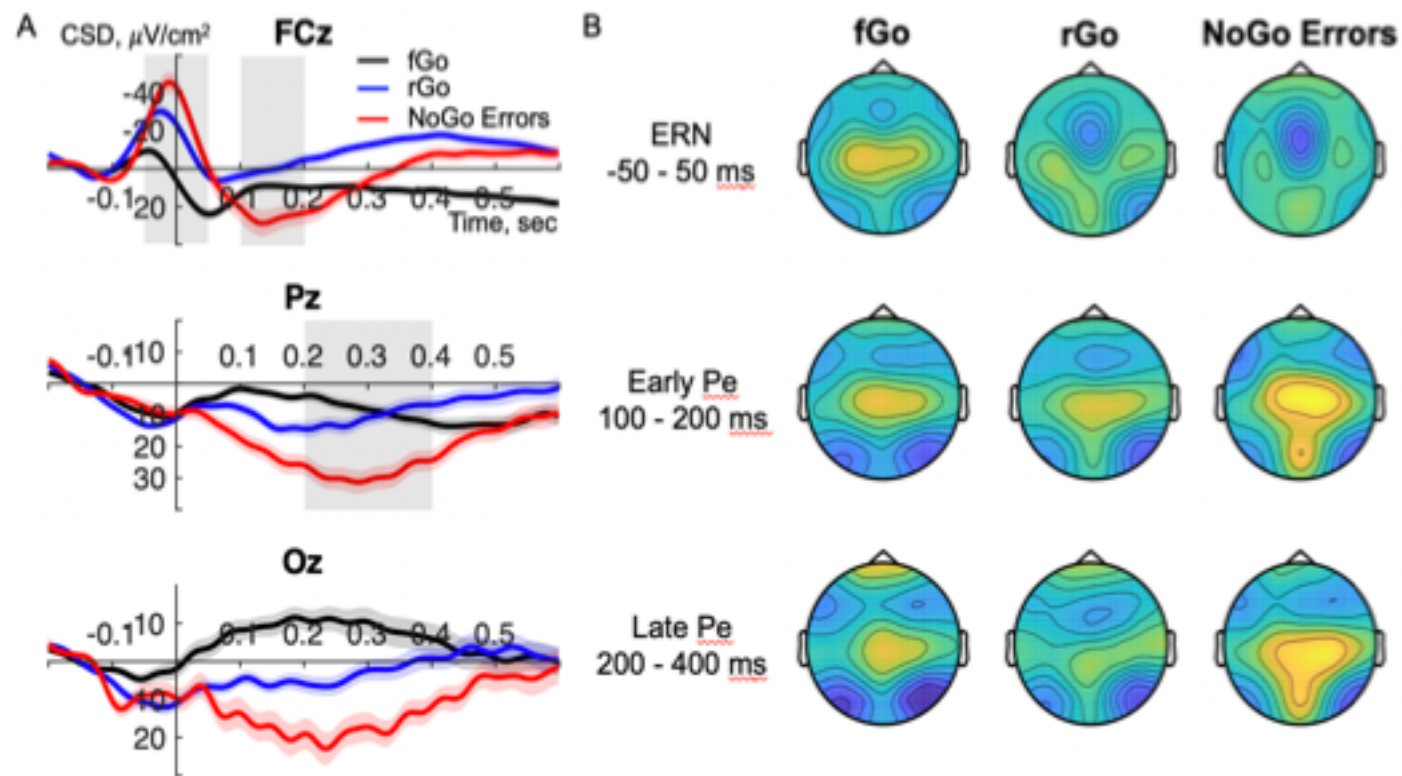 A
CSD, μV/cm²
FCz
fGo
rGo
NoGo Errors
-40
-20
-0.1
0.1
0.2
0.3
0.4
0.5
20
Time, sec
Pz
-10
-0.1
0.1
0.2
0.3
0.4
0.5
10
20
30
Oz
-10
-0.1
0.1
0.2
0.3
0.4
0.5
10
20
B
fGo
rGo
NoGo Errors
ERN
-50 - 50 ms
Early Pe
100 - 200 ms
Late Pe
200 - 400 ms